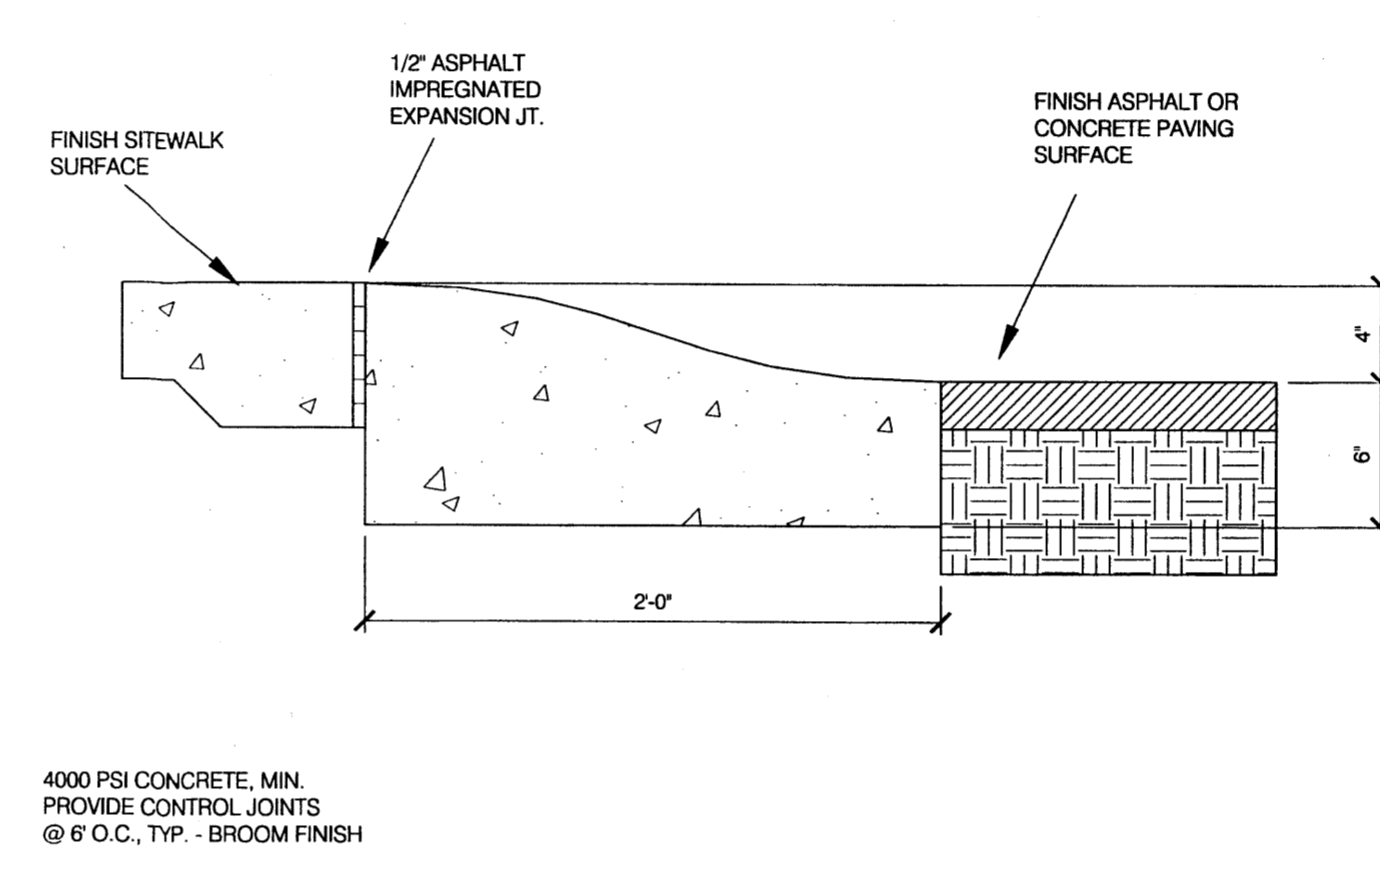 1/2" ASPHALT
IMPREGNATED
EXPANSION JT.
FINISH SITEWALK
SURFACE
FINISH ASPHALT OR
CONCRETE PAVING
SURFACE
4"
6"
2'-0"
4000 PSI CONCRETE, MIN.
PROVIDE CONTROL JOINTS
@ 6' O.C., TYP. - BROOM FINISH